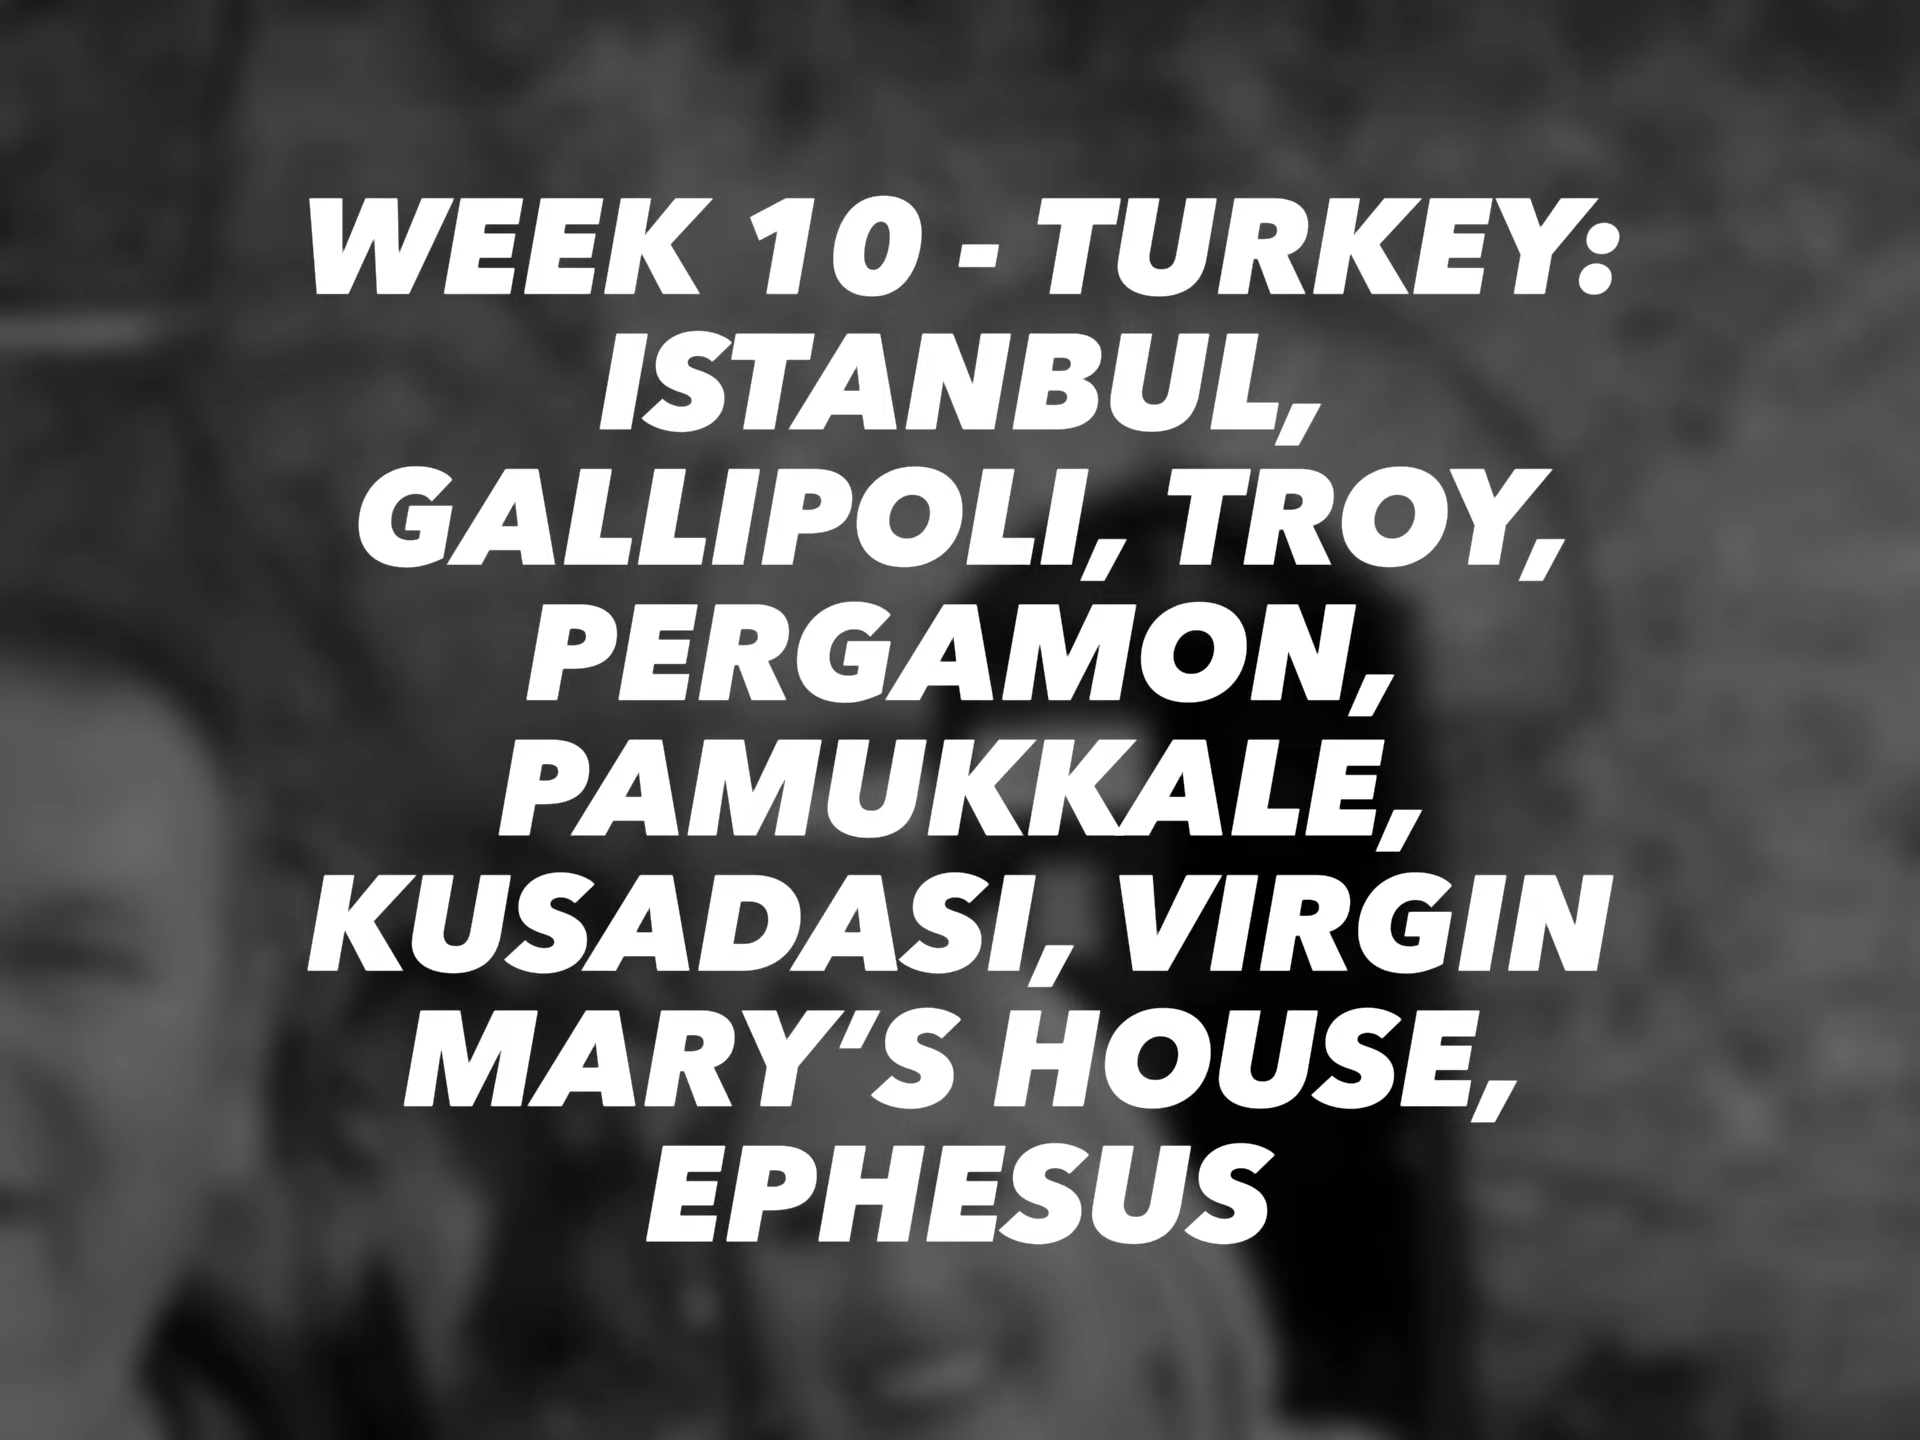 WEEK 10 - TURKEY:
ISTANBUL,
GALLIPOLI, TROY,
PERGAMON,
PAMUKKALE,
KUSADASI, VIRGIN
MARY’S HOUSE,
EPHESUS